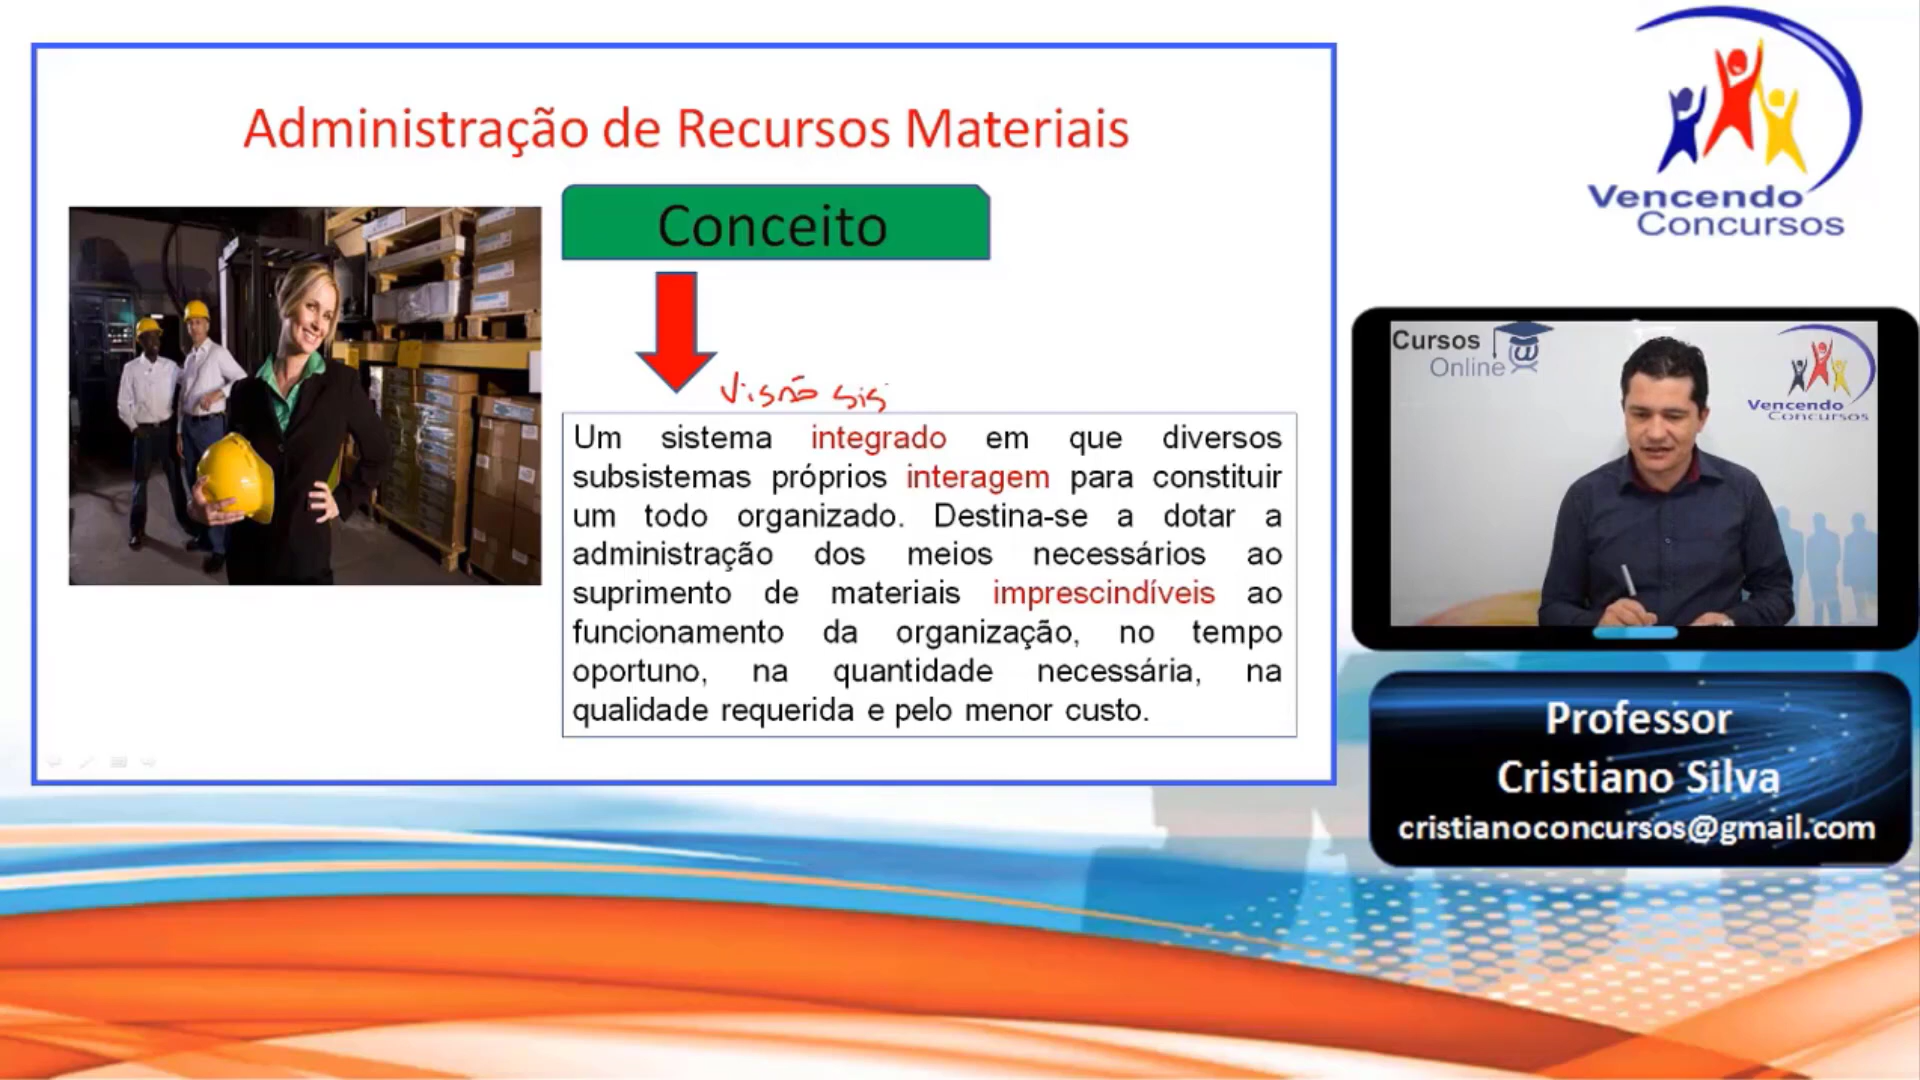 Administração de Recursos Materiais
Conceito
Visão sis
Um sistema integrado em que diversos
subsistemas próprios interagem para constituir
um todo organizado. Destina-se a dotar a
administração dos meios necessários ao
suprimento de materiais imprescindíveis ao
funcionamento da organização, no tempo
oportuno, na quantidade necessária, na
qualidade requerida e pelo menor custo.
Vencendo
Concursos
Cursos
Online
Vencendo
Concursos
Professor
Cristiano Silva
cristianoconcursos@gmail.com